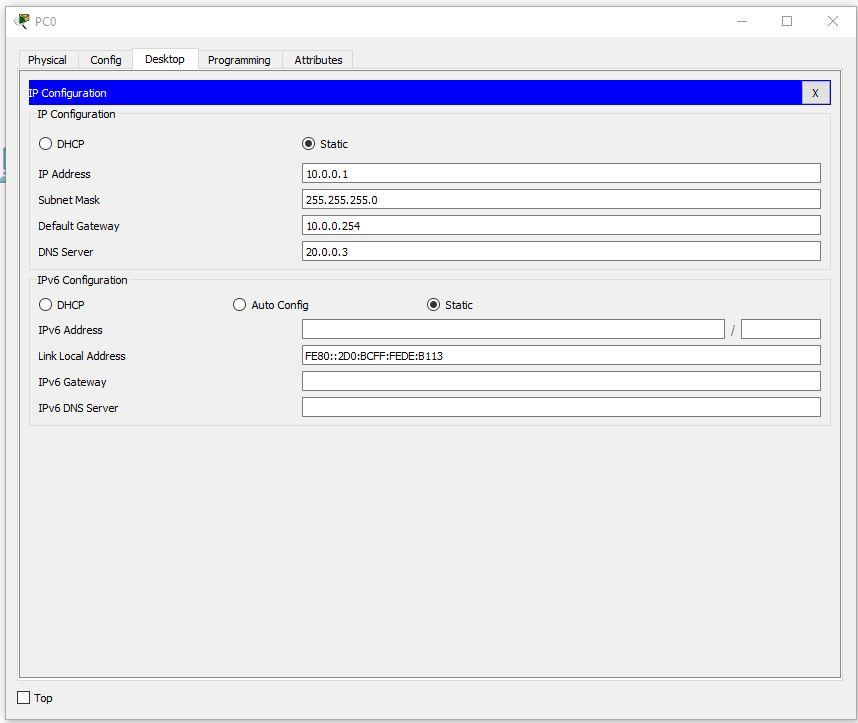 PC0
Physical Config Desktop Programming Attributes
IP Configuration X
IP Configuration
DHCP Static
IP Address 10.0.0.1
Subnet Mask 255.255.255.0
Default Gateway 10.0.0.254
DNS Server 20.0.0.3
IPv6 Configuration
DHCP Auto Config Static
IPv6 Address /
Link Local Address FE80::2D0:BCFF:FEDE:B113
IPv6 Gateway
IPv6 DNS Server
Top